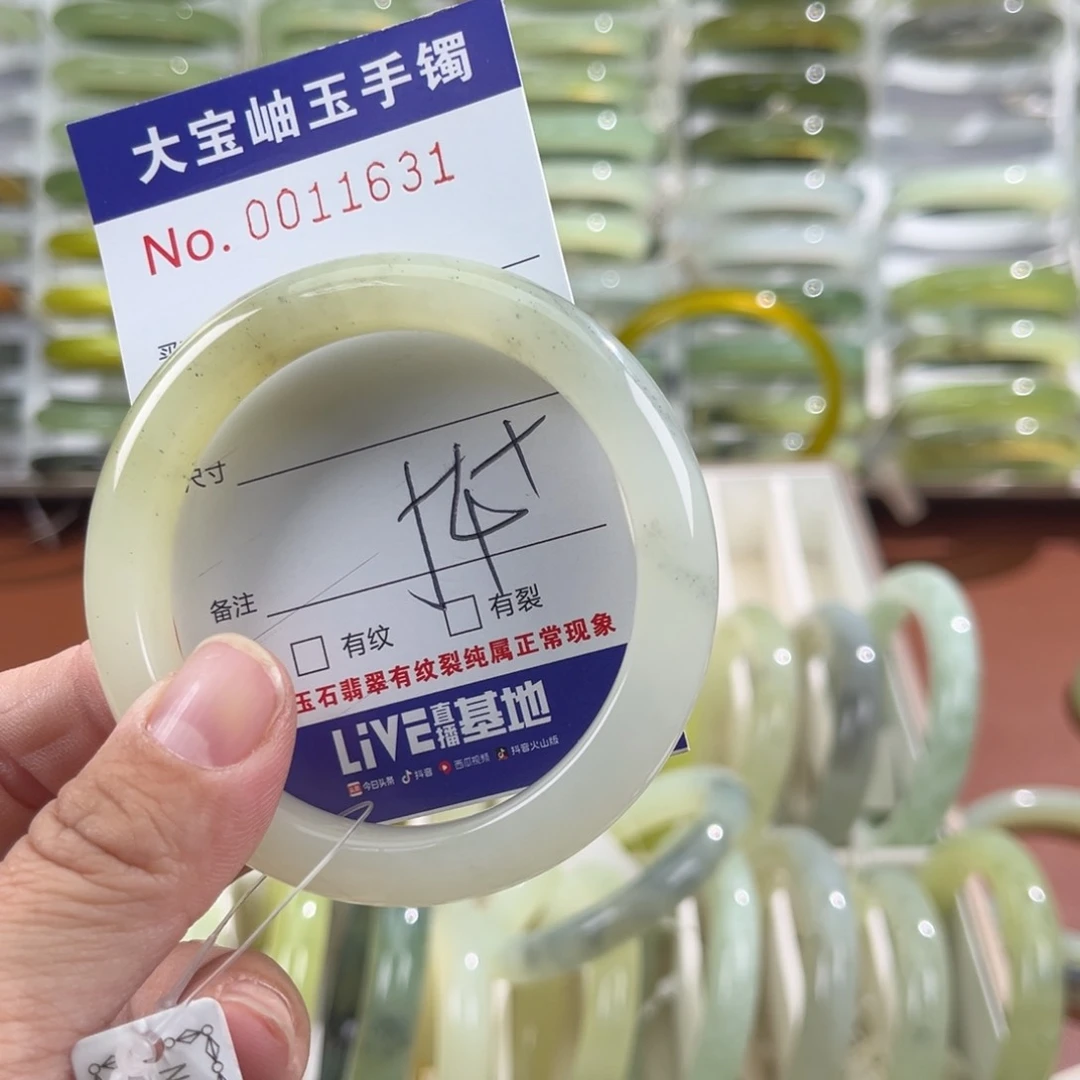 大宝岫玉手镯
No. 0011631
尺寸
备注
有纹 有裂
玉石翡翠有纹裂纯属正常现象
LiVE直播基地
今日头条 抖音 西瓜视频 抖音火山版